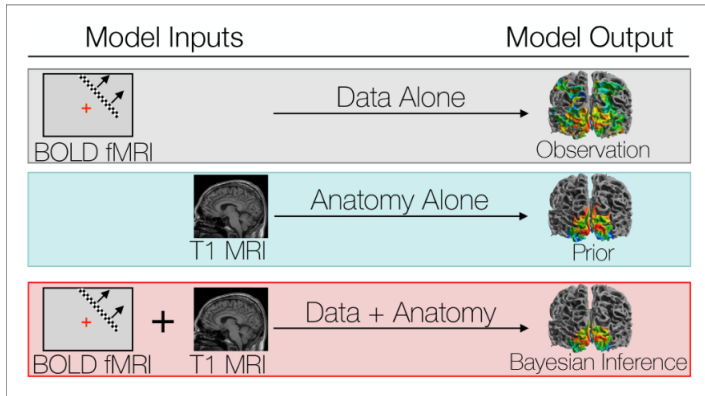 Model Inputs
Model Output
Data Alone
BOLD fMRI
Observation
Anatomy Alone
T1 MRI
Prior
+
Data + Anatomy
BOLD fMRI
T1 MRI
Bayesian Inference